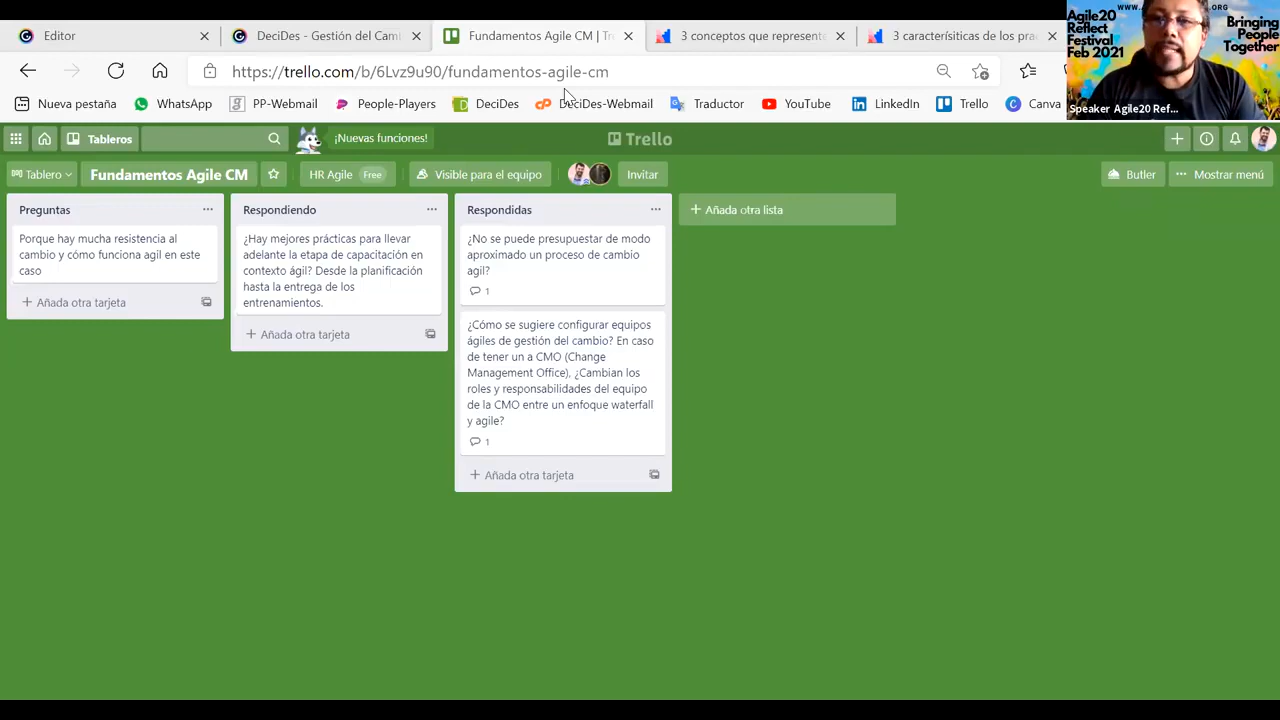 Editor
DeciDes - Gestión del Cam
Fundamentos Agile CM | Tr
3 conceptos que represent
3 caracterísiticas de los pra
https://trello.com/b/6Lvz9u90/fundamentos-agile-cm
Nueva pestaña
WhatsApp
PP-Webmail
People-Players
DeciDes
DeciDes-Webmail
Traductor
YouTube
LinkedIn
Trello
Canva
Agile20
Reflect
Festival
Feb 2021
WWW.
ORG
Bringing
People
Together
Speaker Agile20 Ref...
Tableros
¡Nuevas funciones!
Trello
Tablero
Fundamentos Agile CM
HR Agile Free
Visible para el equipo
Invitar
Butler
Mostrar menú
Preguntas
Porque hay mucha resistencia al
cambio y cómo funciona agil en este
caso
+ Añada otra tarjeta
Respondiendo
¿Hay mejores prácticas para llevar
adelante la etapa de capacitación en
contexto ágil? Desde la planificación
hasta la entrega de los
entrenamientos.
+ Añada otra tarjeta
Respondidas
¿No se puede presupuestar de modo
aproximado un proceso de cambio
agil?
1
¿Cómo se sugiere configurar equipos
ágiles de gestión del cambio? En caso
de tener un a CMO (Change
Management Office), ¿Cambian los
roles y responsabilidades del equipo
de la CMO entre un enfoque waterfall
y agile?
1
+ Añada otra tarjeta
+ Añada otra lista